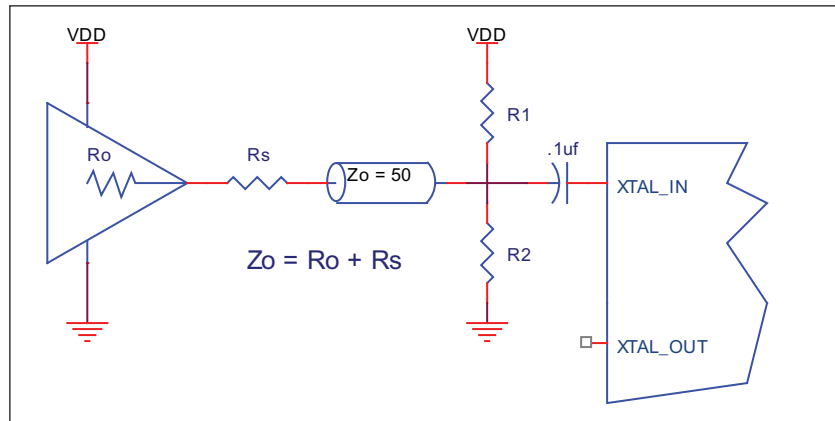 VDD
VDD
R1
.1uf
Ro
Rs
Zo = 50
XTAL_IN
Zo = Ro + Rs
R2
XTAL_OUT